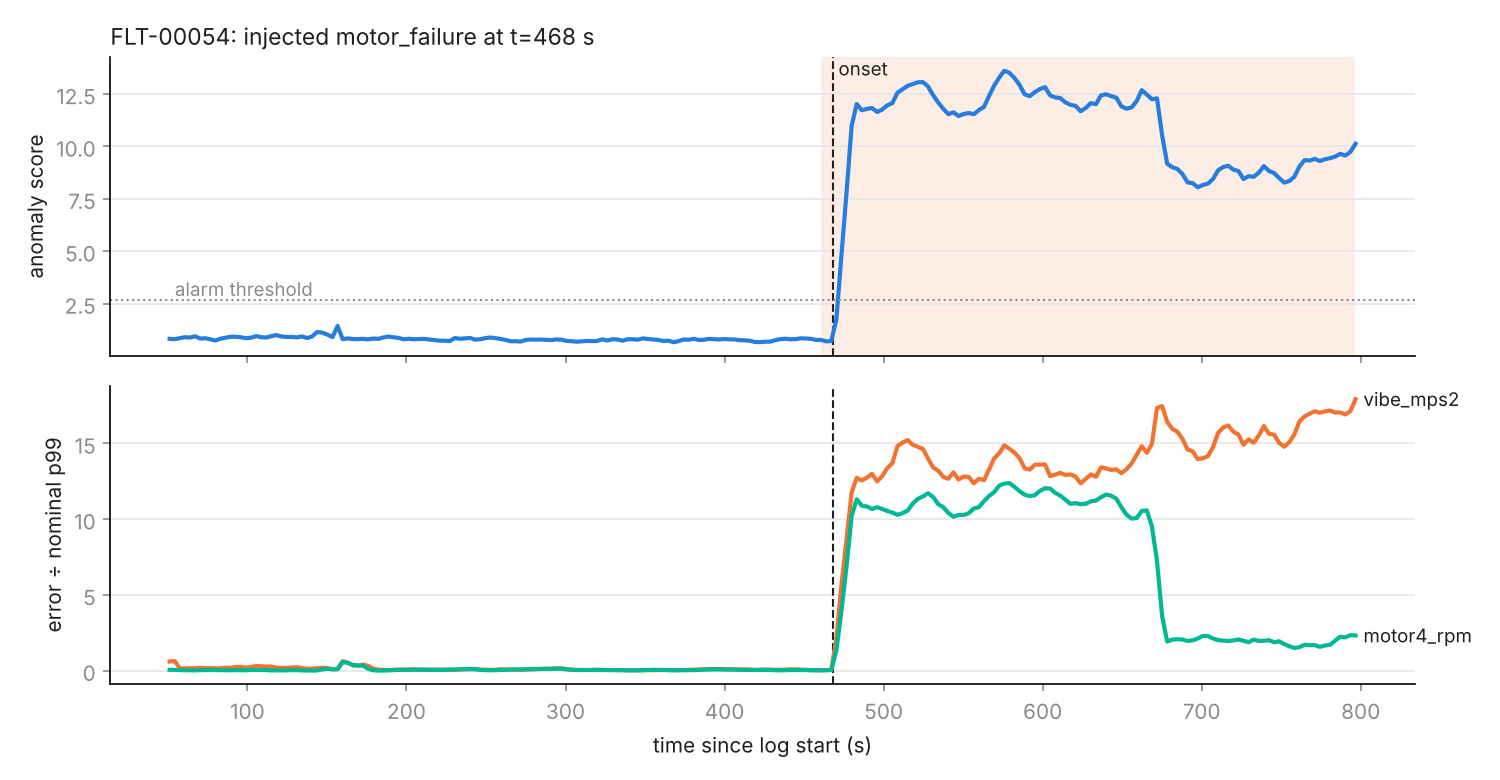 FLT-00054: injected motor_failure at t=468 s
onset
12.5
10.0
7.5
5.0
2.5
anomaly score
alarm threshold
vibe_mps2
motor4_rpm
15
10
5
0
error ÷ nominal p99
100 200 300 400 500 600 700 800
time since log start (s)